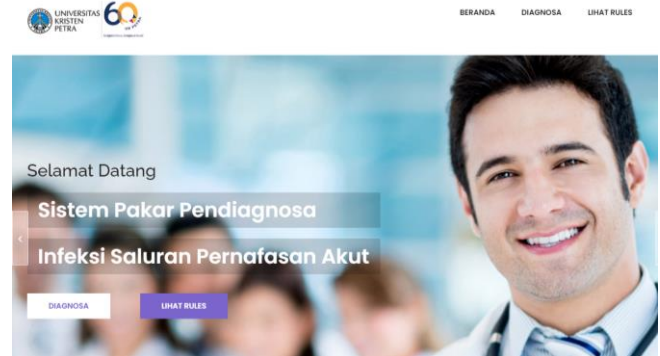 UNIVERSITAS
KRISTEN
PETRA
60
BERANDA
DIAGNOSA
LIHAT RULES
Selamat Datang
Sistem Pakar Pendiagnosa
Infeksi Saluran Pernafasan Akut
DIAGNOSA
LIHAT RULES